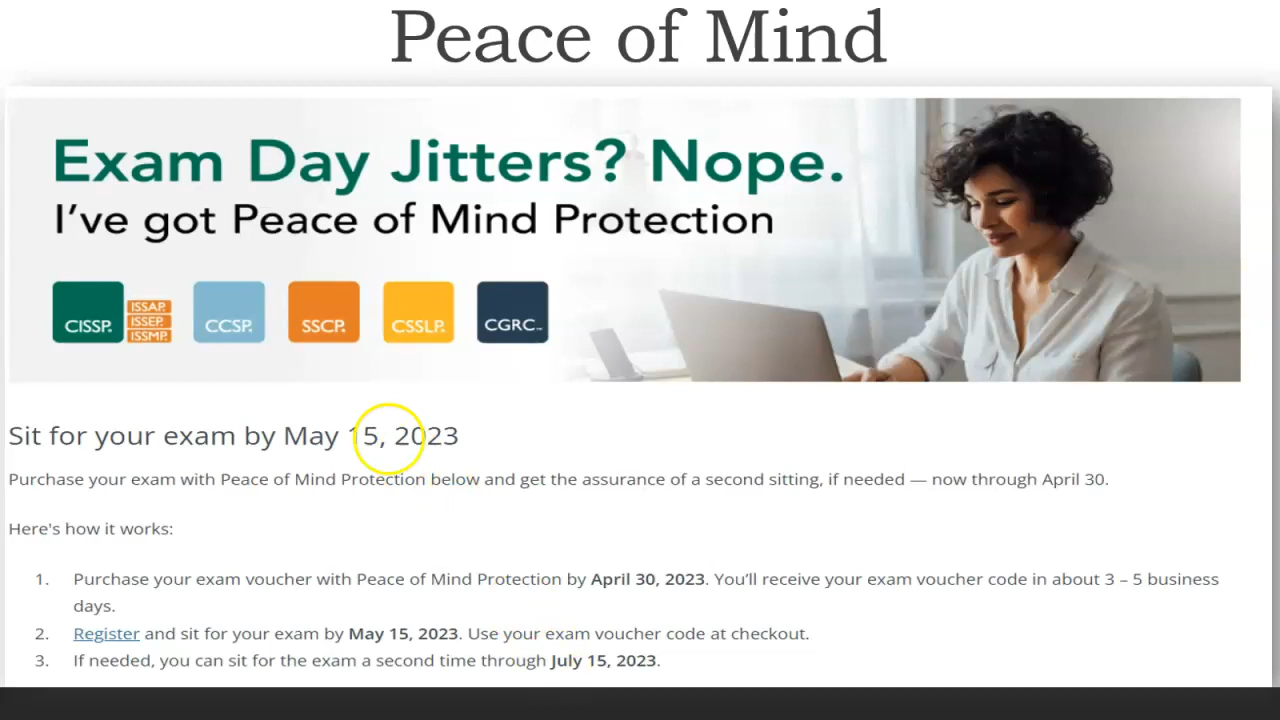 Peace of Mind
Exam Day Jitters? Nope.
I've got Peace of Mind Protection
CISSP.
ISSAP.
ISSEP.
ISSMP.
CCSP.
SSCP.
CSSLP.
CGRC™
Sit for your exam by May 15, 2023
Purchase your exam with Peace of Mind Protection below and get the assurance of a second sitting, if needed — now through April 30.
Here's how it works:
1. Purchase your exam voucher with Peace of Mind Protection by April 30, 2023. You'll receive your exam voucher code in about 3 – 5 business
days.
2. Register and sit for your exam by May 15, 2023. Use your exam voucher code at checkout.
3. If needed, you can sit for the exam a second time through July 15, 2023.